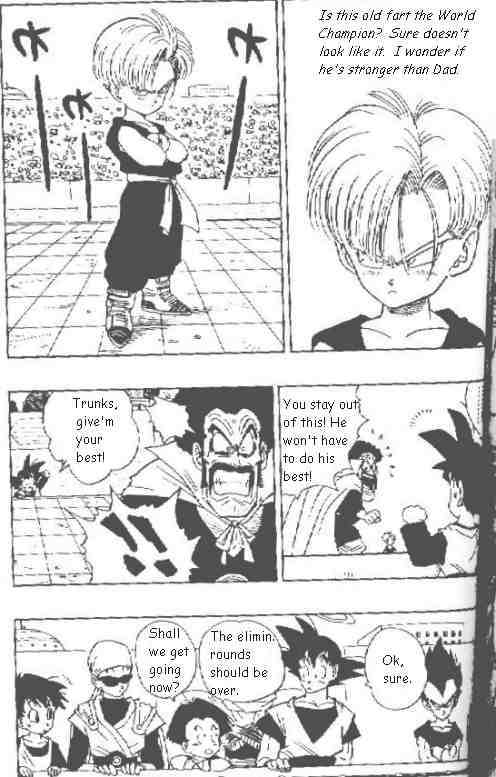 Is this old fart the World
Champion? Sure doesn't
look like it. I wonder if
he's stronger than Dad.
Trunks,
give'm
your
best!
You stay out
of this! He
won't have
to do his
best!
Shall
we get
going
now?
The elimin.
rounds
should be
over.
Ok,
sure.